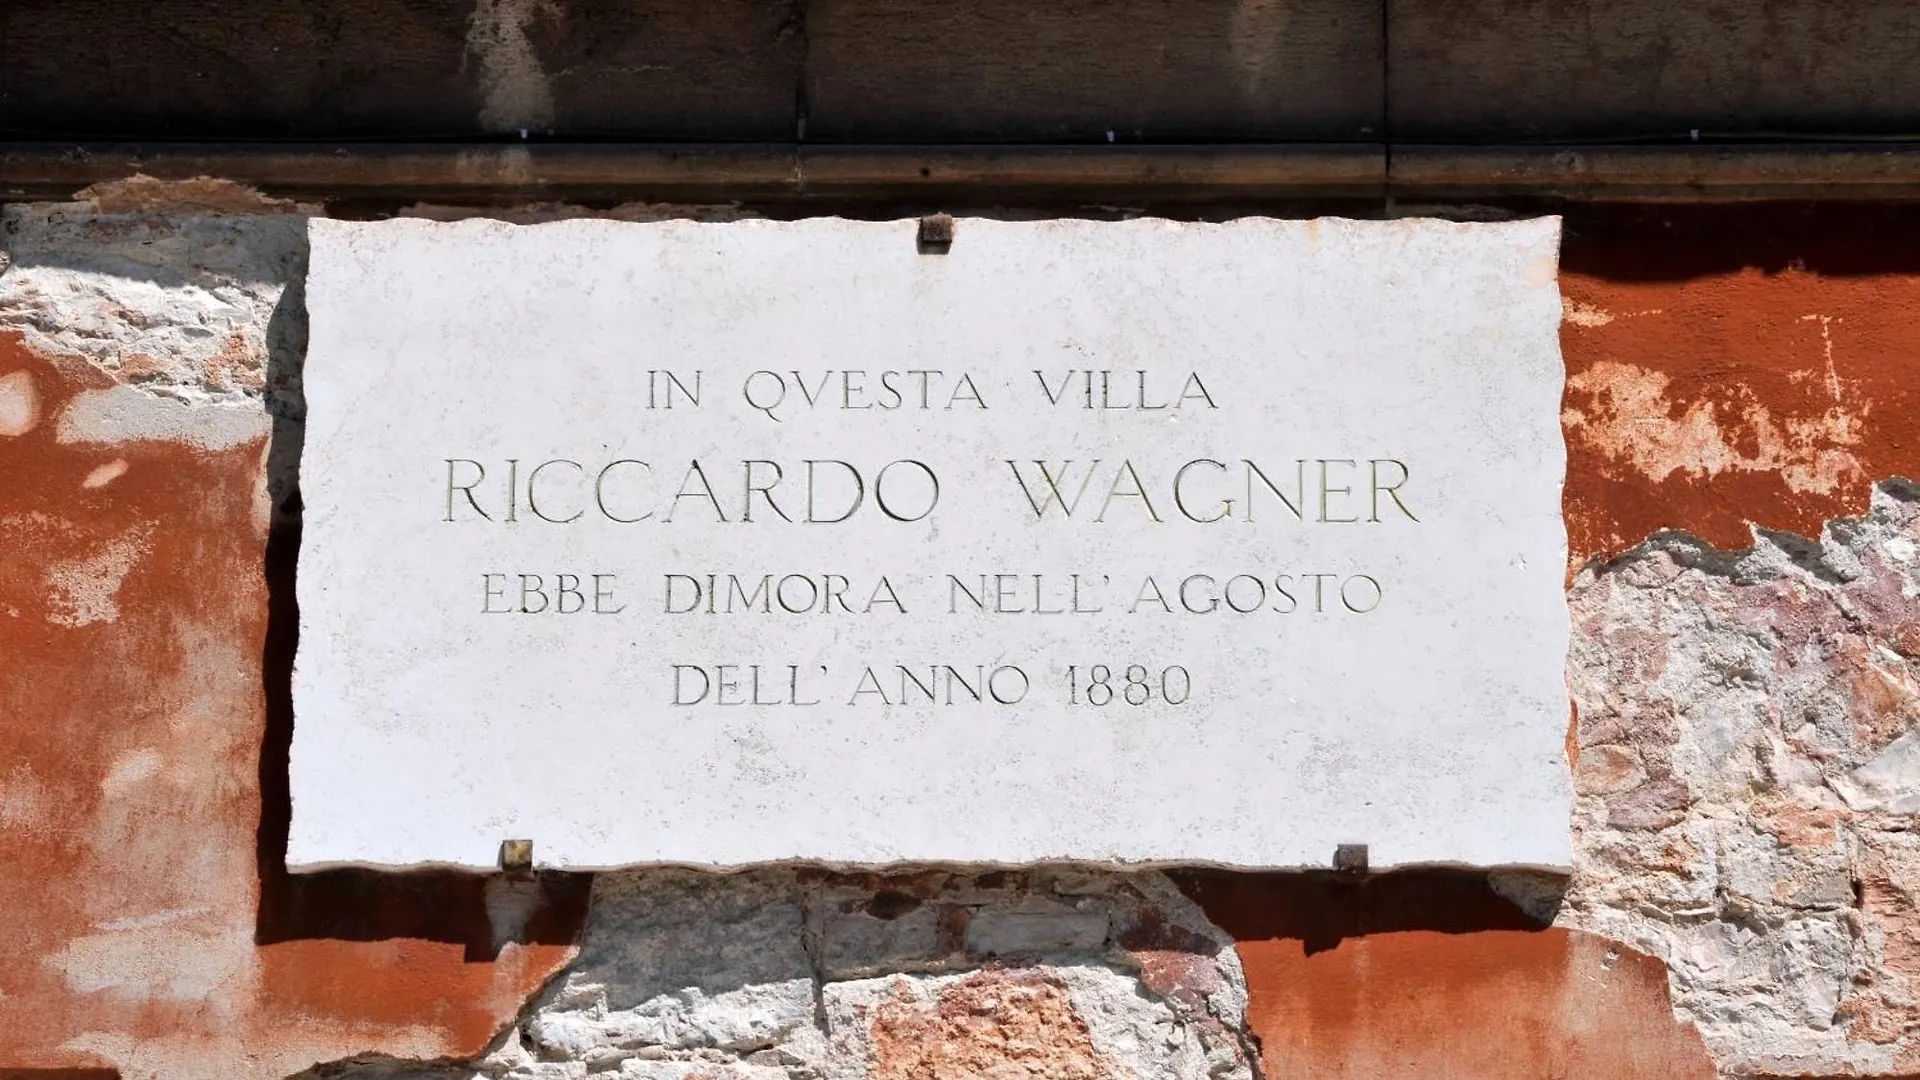 IN QVESTA VILLA
RICCARDO WAGNER
EBBE DIMORA NELL'AGOSTO
DELL'ANNO 1880